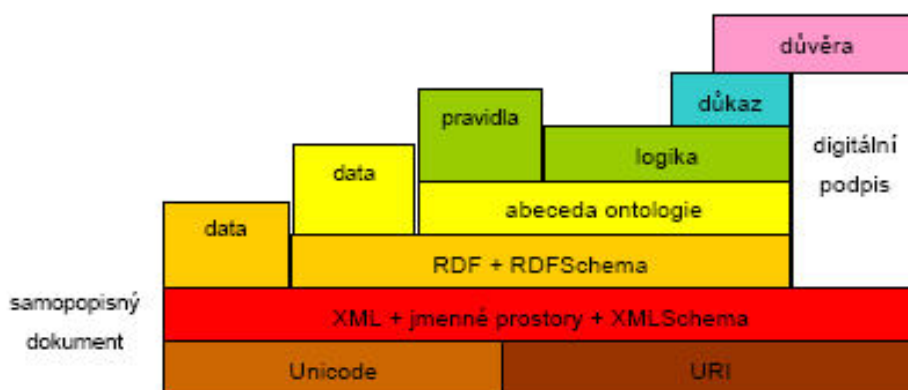 důvěra
důkaz
pravidla
digitální
podpis
logika
data
abeceda ontologie
data
RDF + RDFSchema
samopopisný
dokument
XML + jmenné prostory + XMLSchema
Unicode
URI